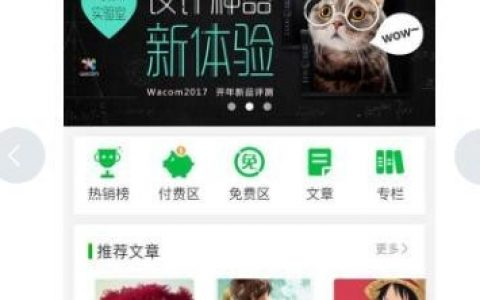 实验室
设计神器
新体验
WOW~
wacom
Wacom2017 开年新品评测
免
热销榜 付费区 免费区 文章 专栏
推荐文章 更多